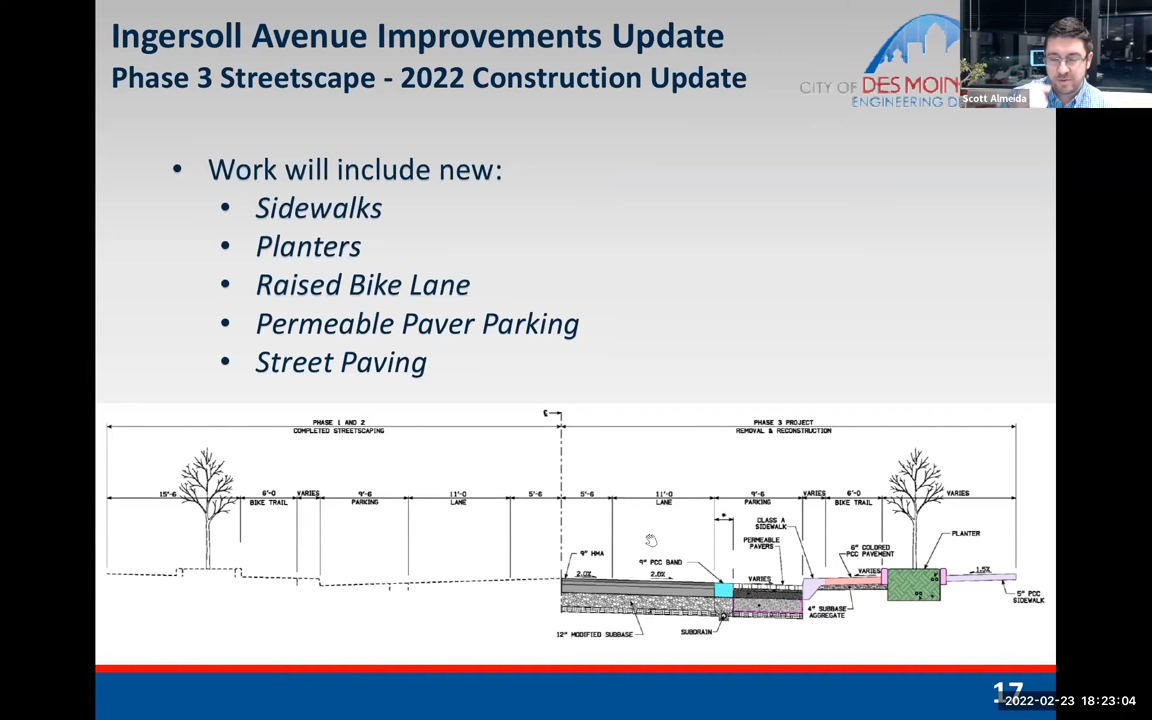 Ingersoll Avenue Improvements Update
Phase 3 Streetscape - 2022 Construction Update
CITY OF DES MOIN
ENGINEERING D
Scott Almeida
• Work will include new:
• Sidewalks
• Planters
• Raised Bike Lane
• Permeable Paver Parking
• Street Paving
PHASE 1 AND 2
COMPLETED STREETSCAPING
PHASE 3 PROJECT
REMOVAL & RECONSTRUCTION
15'-6
6'-0
BIKE TRAIL
VARIES
9'-6
PARKING
11'-0
LANE
5'-6
5'-6
11'-0
LANE
9'-6
PARKING
VARIES
6'-0
BIKE TRAIL
VARIES
*
CLASS A
SIDEWALK
PERMEABLE
PAVERS
PLANTER
6" COLORED
PCC PAVEMENT
9" HMA
9" PCC BAND
2.0%
2.0%
VARIES
VARIES
1.5%
5" PCC
SIDEWALK
4" SUBBASE
AGGREGATE
12" MODIFIED SUBBASE
SUBDRAIN
17
2022-02-23 18:23:04